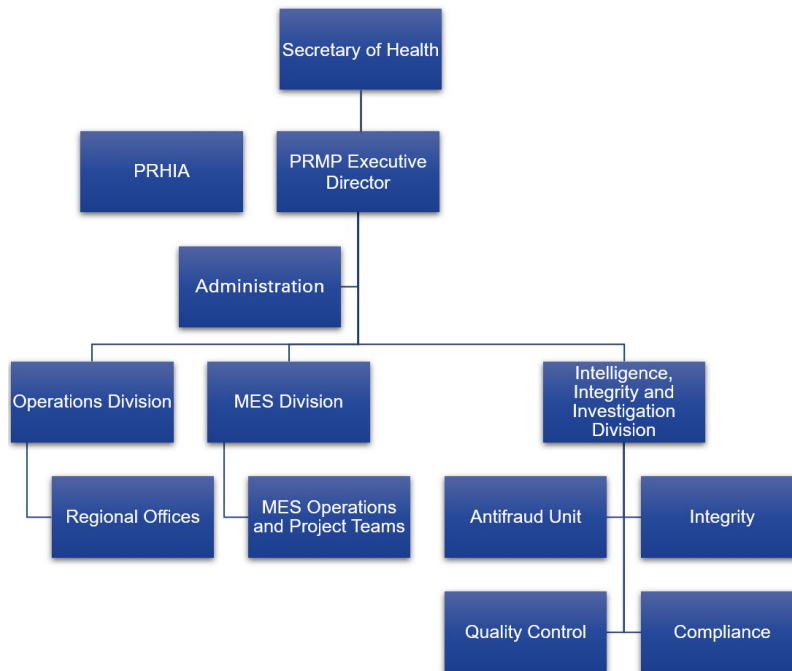 Secretary of Health
PRHIA
PRMP Executive
Director
Administration
Operations Division
MES Division
Intelligence,
Integrity and
Investigation
Division
Regional Offices
MES Operations
and Project Teams
Antifraud Unit
Integrity
Quality Control
Compliance